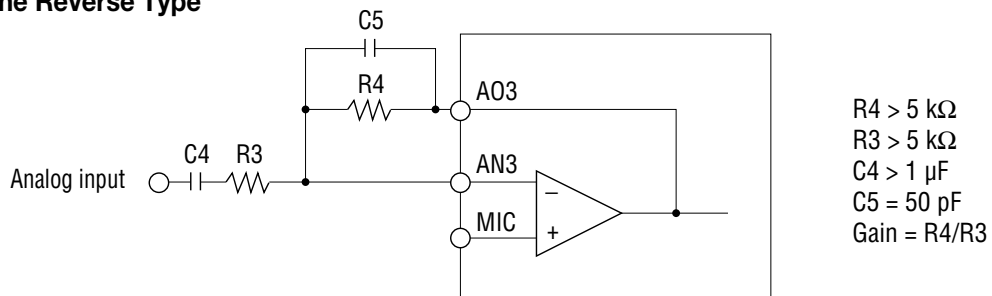 ne Reverse Type
C5
R4
AO3
C4 R3
Analog input
AN3
–
MIC
+
R4 > 5 kΩ
R3 > 5 kΩ
C4 > 1 μF
C5 = 50 pF
Gain = R4/R3